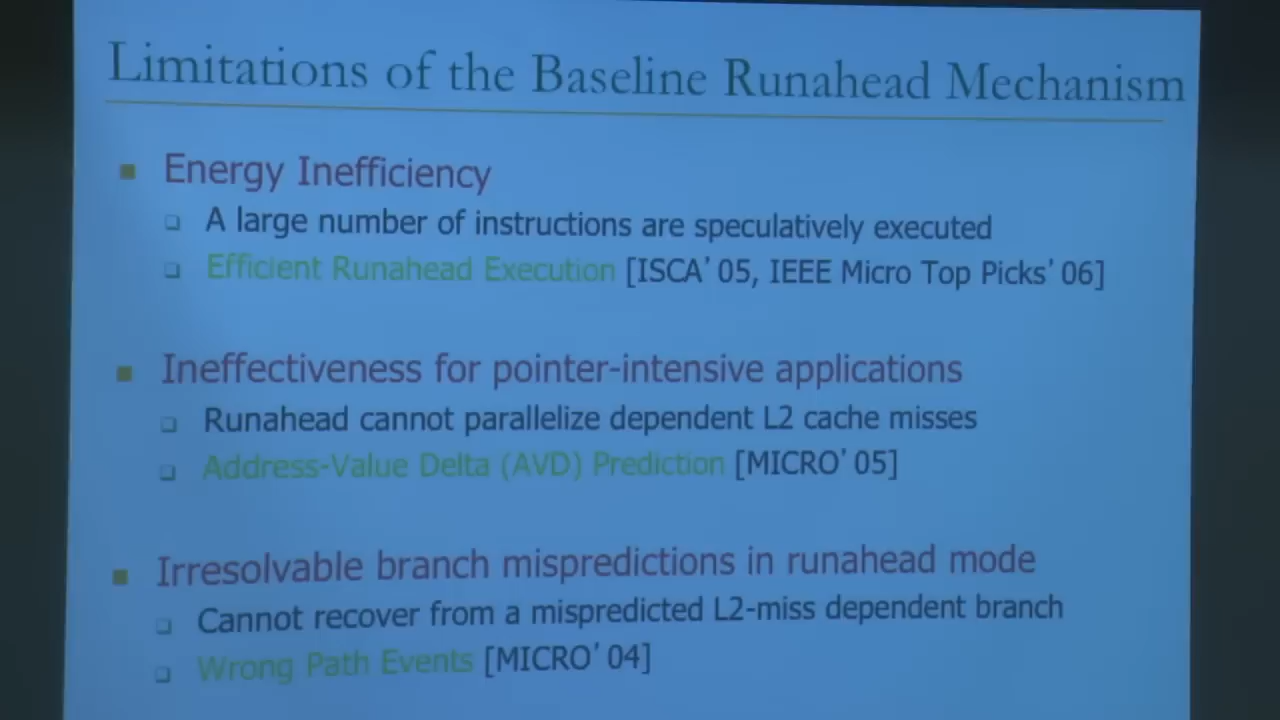 Limitations of the Baseline Runahead Mechanism
Energy Inefficiency
A large number of instructions are speculatively executed
Efficient Runahead Execution [ISCA’05, IEEE Micro Top Picks’06]
Ineffectiveness for pointer-intensive applications
Runahead cannot parallelize dependent L2 cache misses
Address-Value Delta (AVD) Prediction [MICRO’05]
Irresolvable branch mispredictions in runahead mode
Cannot recover from a mispredicted L2-miss dependent branch
Wrong Path Events [MICRO’04]